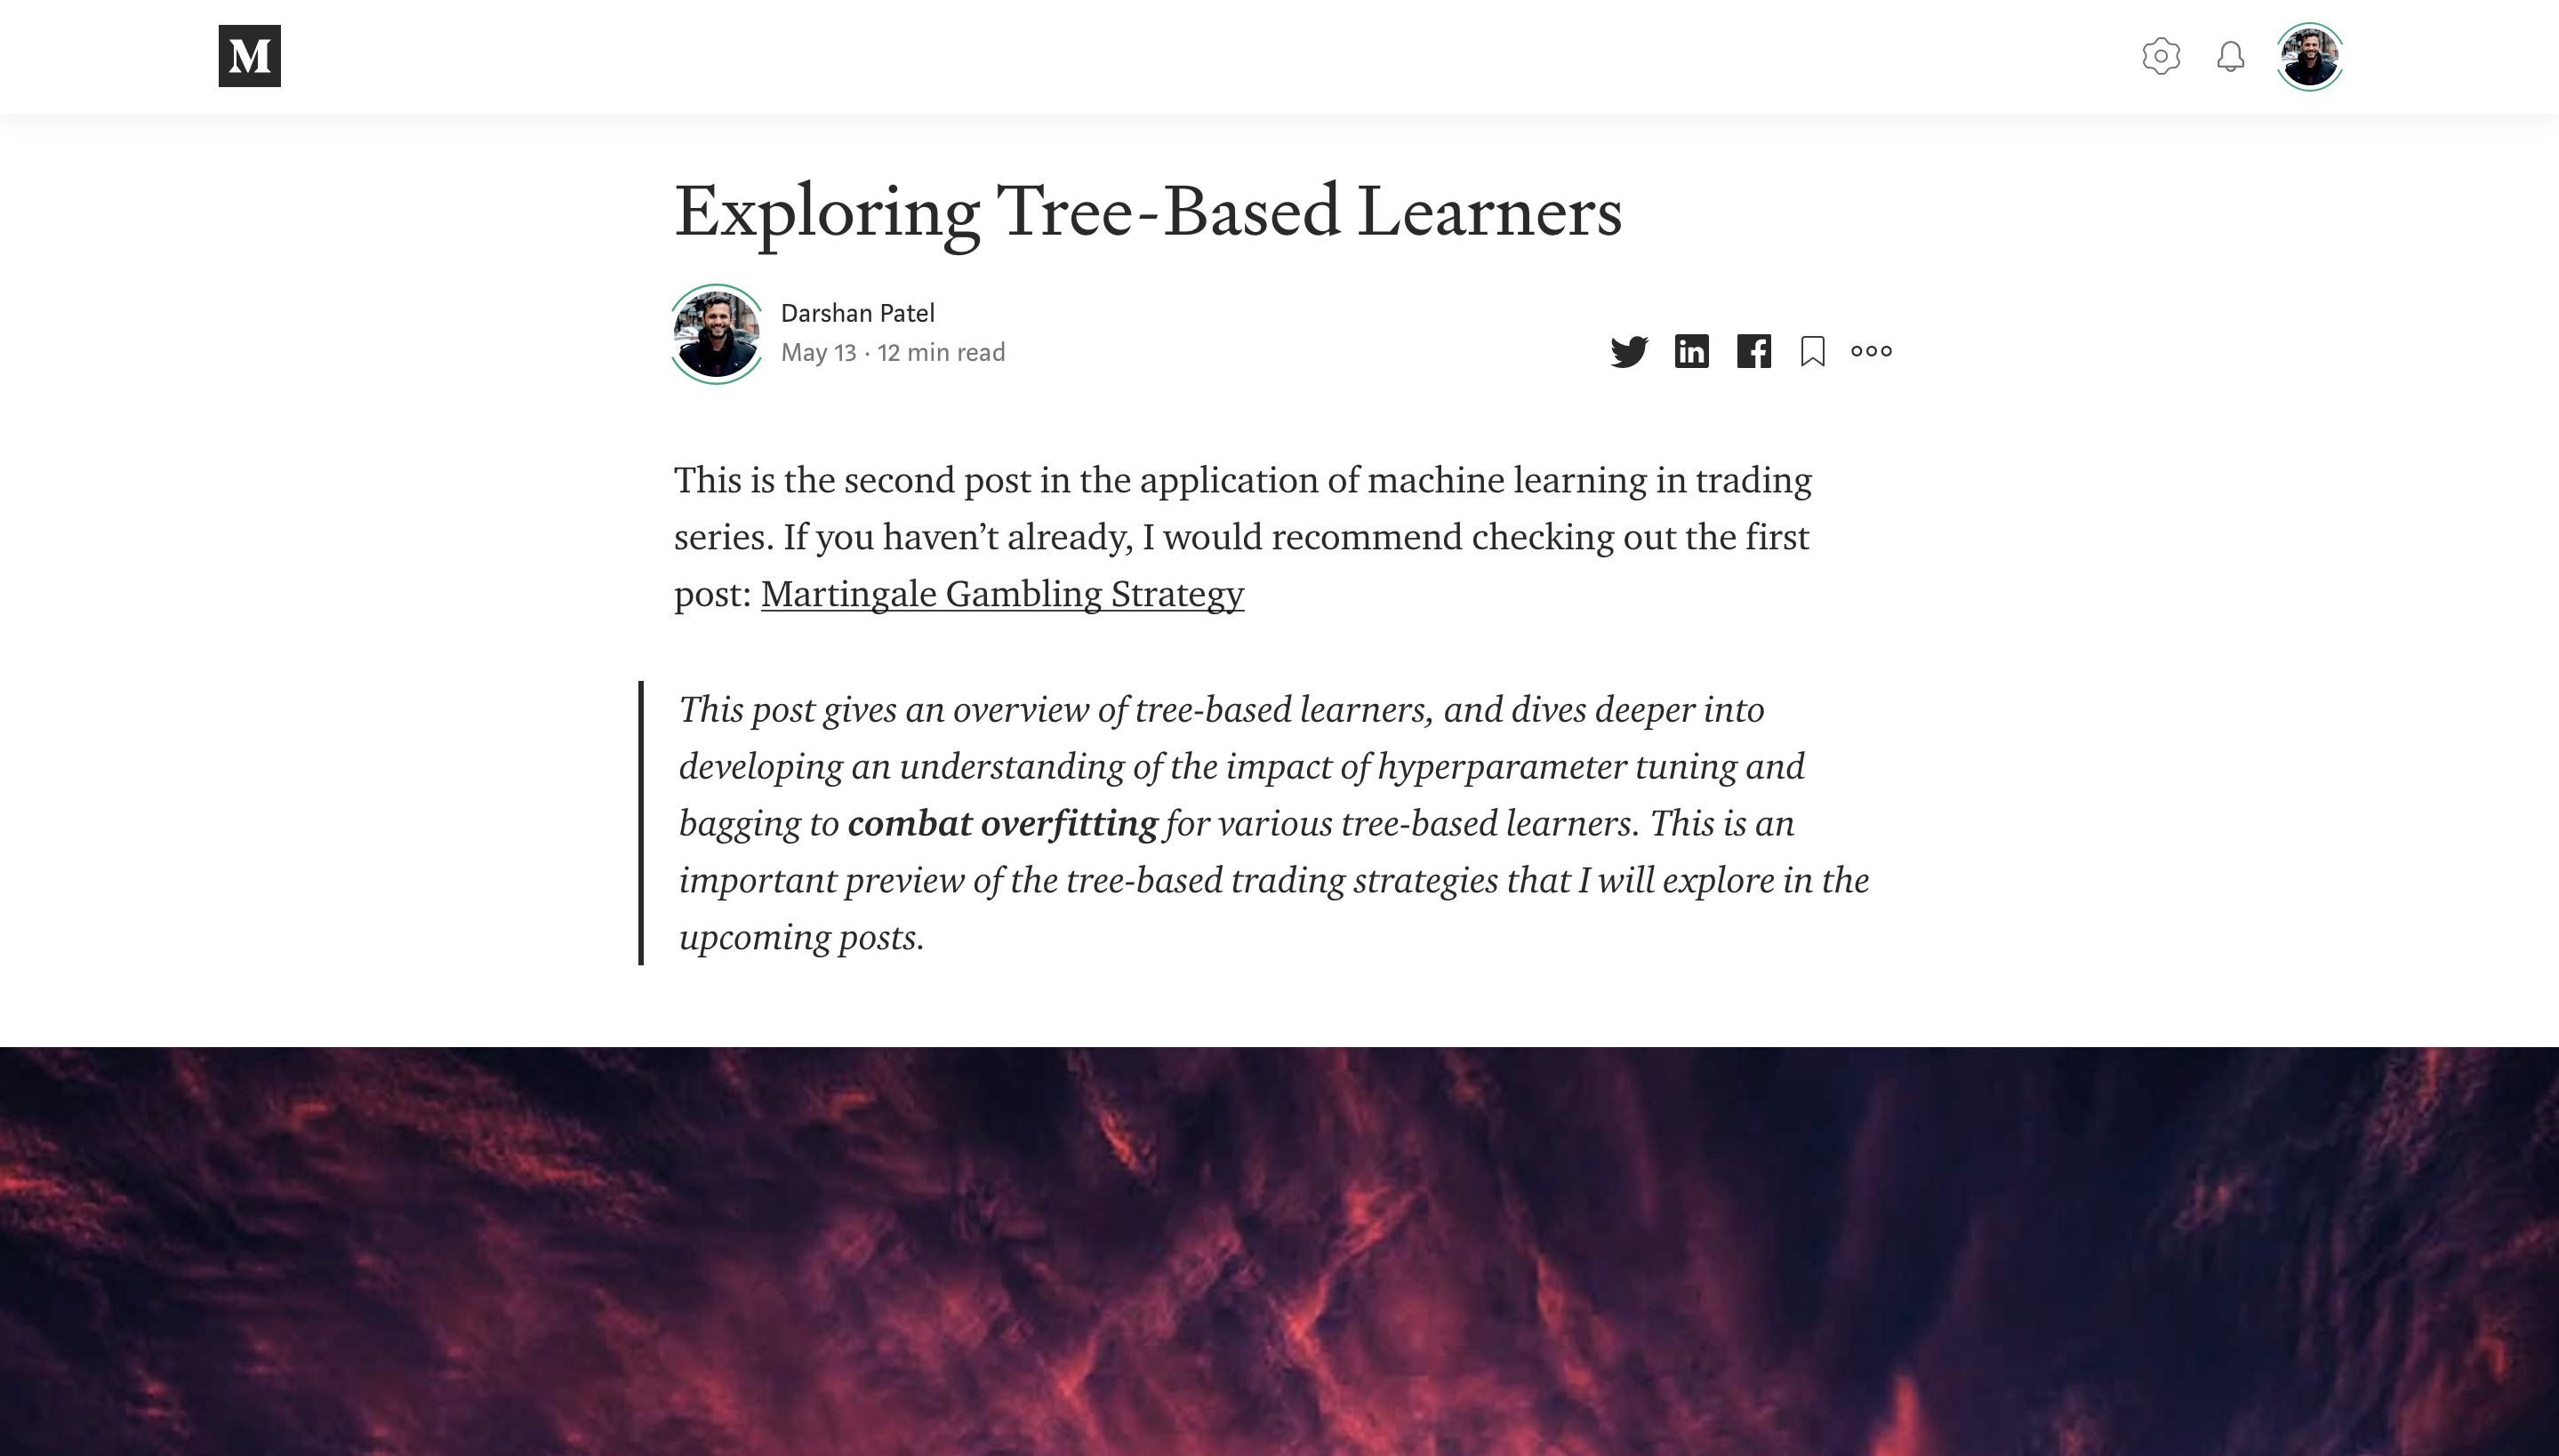 M
Exploring Tree-Based Learners
Darshan Patel
May 13 · 12 min read
in
f
This is the second post in the application of machine learning in trading
series. If you haven’t already, I would recommend checking out the first
post: Martingale Gambling Strategy
This post gives an overview of tree-based learners, and dives deeper into
developing an understanding of the impact of hyperparameter tuning and
bagging to combat overfitting for various tree-based learners. This is an
important preview of the tree-based trading strategies that I will explore in the
upcoming posts.